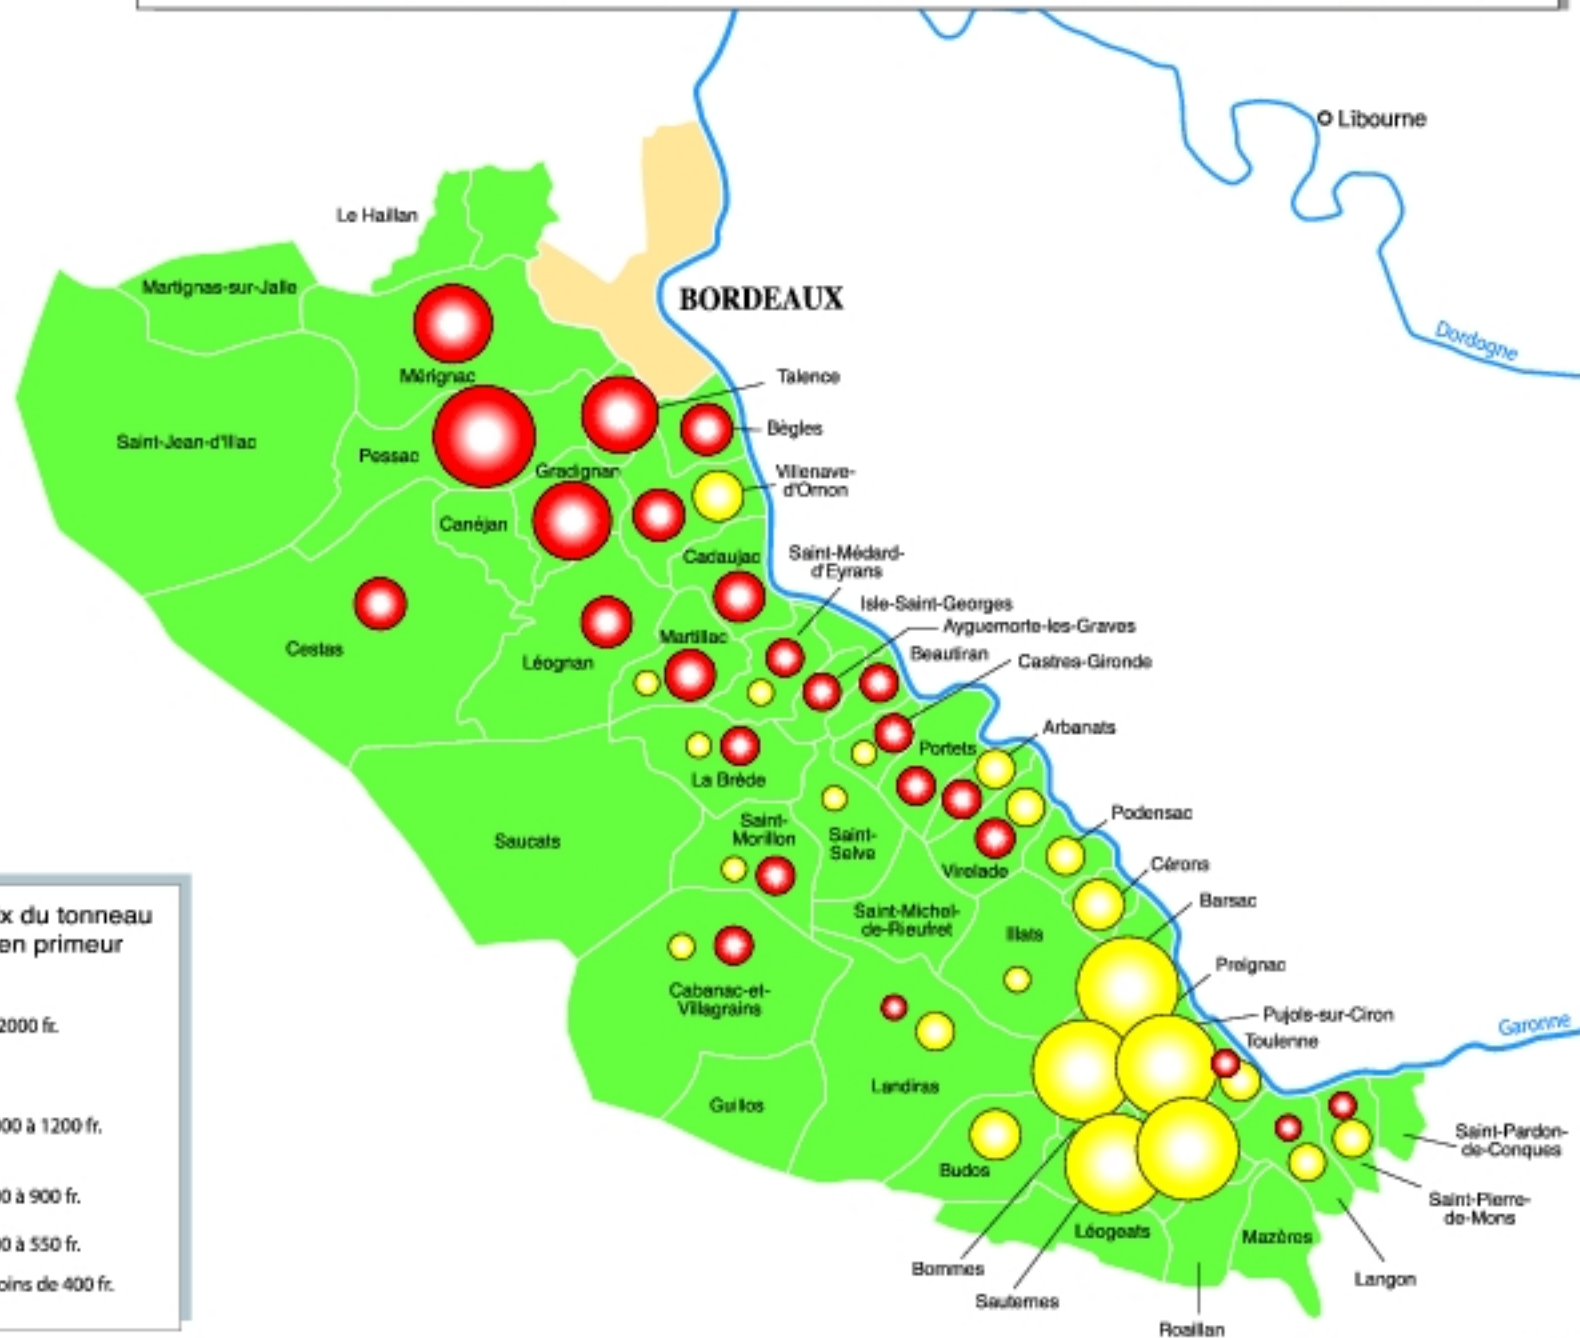 Libourne
Le Haillan
Martignas-sur-Jalle
BORDEAUX
Dordogne
Mérignac
Talence
Saint-Jean-d'Illac
Pessac
Bègles
Gradignan
Villenave-
d'Ornon
Canéjan
Cadaujac
Saint-Médard-
d'Eyrans
Isle-Saint-Georges
Ayguemorte-les-Graves
Martillac
Cestas
Léognan
Beautiran
Castres-Gironde
Arbanats
Portets
La Brède
Podensac
Saint-
Morillon
Saint-
Selve
Saucats
Virelade
Cérons
Barsac
Saint-Michel-
de-Rieufret
Illats
Preignac
Cabanac-et-
Villagrains
Pujols-sur-Ciron
Toulenne
Garonne
Landiras
Guillos
Budos
Saint-Pardon-
de-Conques
Saint-Pierre-
de-Mons
Léogeats
Mazères
Bommes
Langon
Sauternes
Roaillan
x du tonneau
en primeur
2000 fr.
00 à 1200 fr.
0 à 900 fr.
0 à 550 fr.
oins de 400 fr.